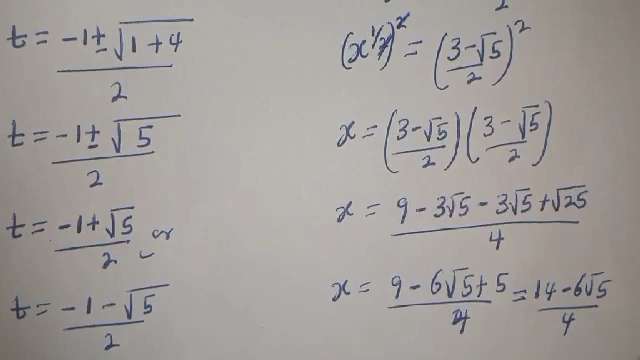 t = (-1 ± √(1+4))/2
t = (-1 ± √5)/2
t = (-1 + √5)/2 or
t = (-1 - √5)/2
2
(x^(1/2))^2 = ((3-√5)/2)^2
x = ((3-√5)/2)((3-√5)/2)
x = (9 - 3√5 - 3√5 + √25)/4
x = (9 - 6√5 + 5)/4 = (14 - 6√5)/4